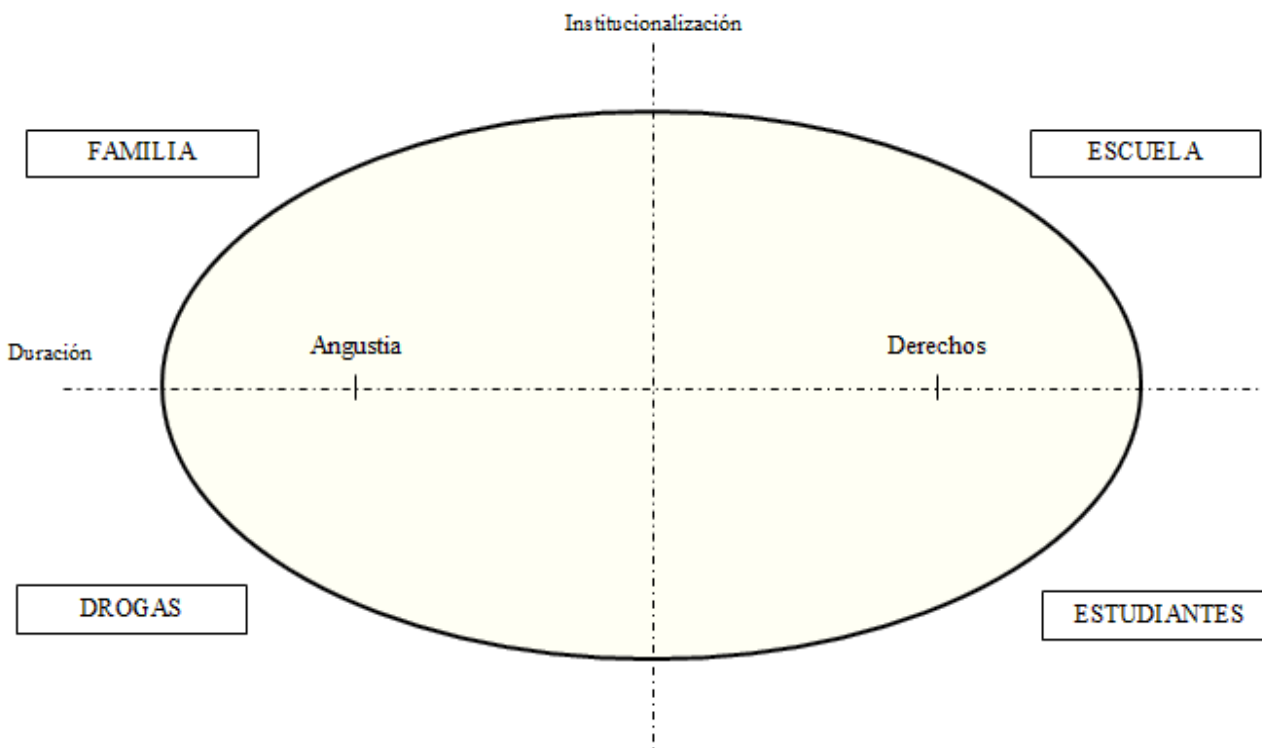 Institucionalización
FAMILIA
ESCUELA
Duración
Angustia
Derechos
DROGAS
ESTUDIANTES